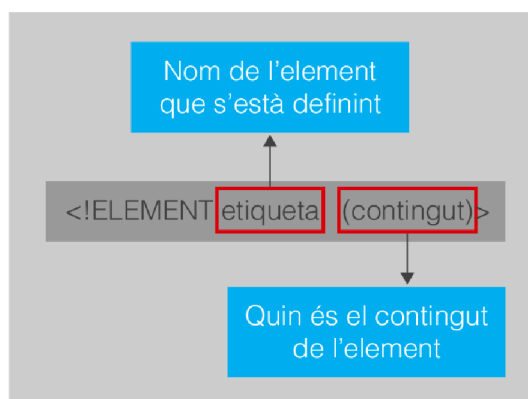 Nom de l'element
que s'està definint
<!ELEMENT etiqueta (contingut)>
Quin és el contingut
de l'element